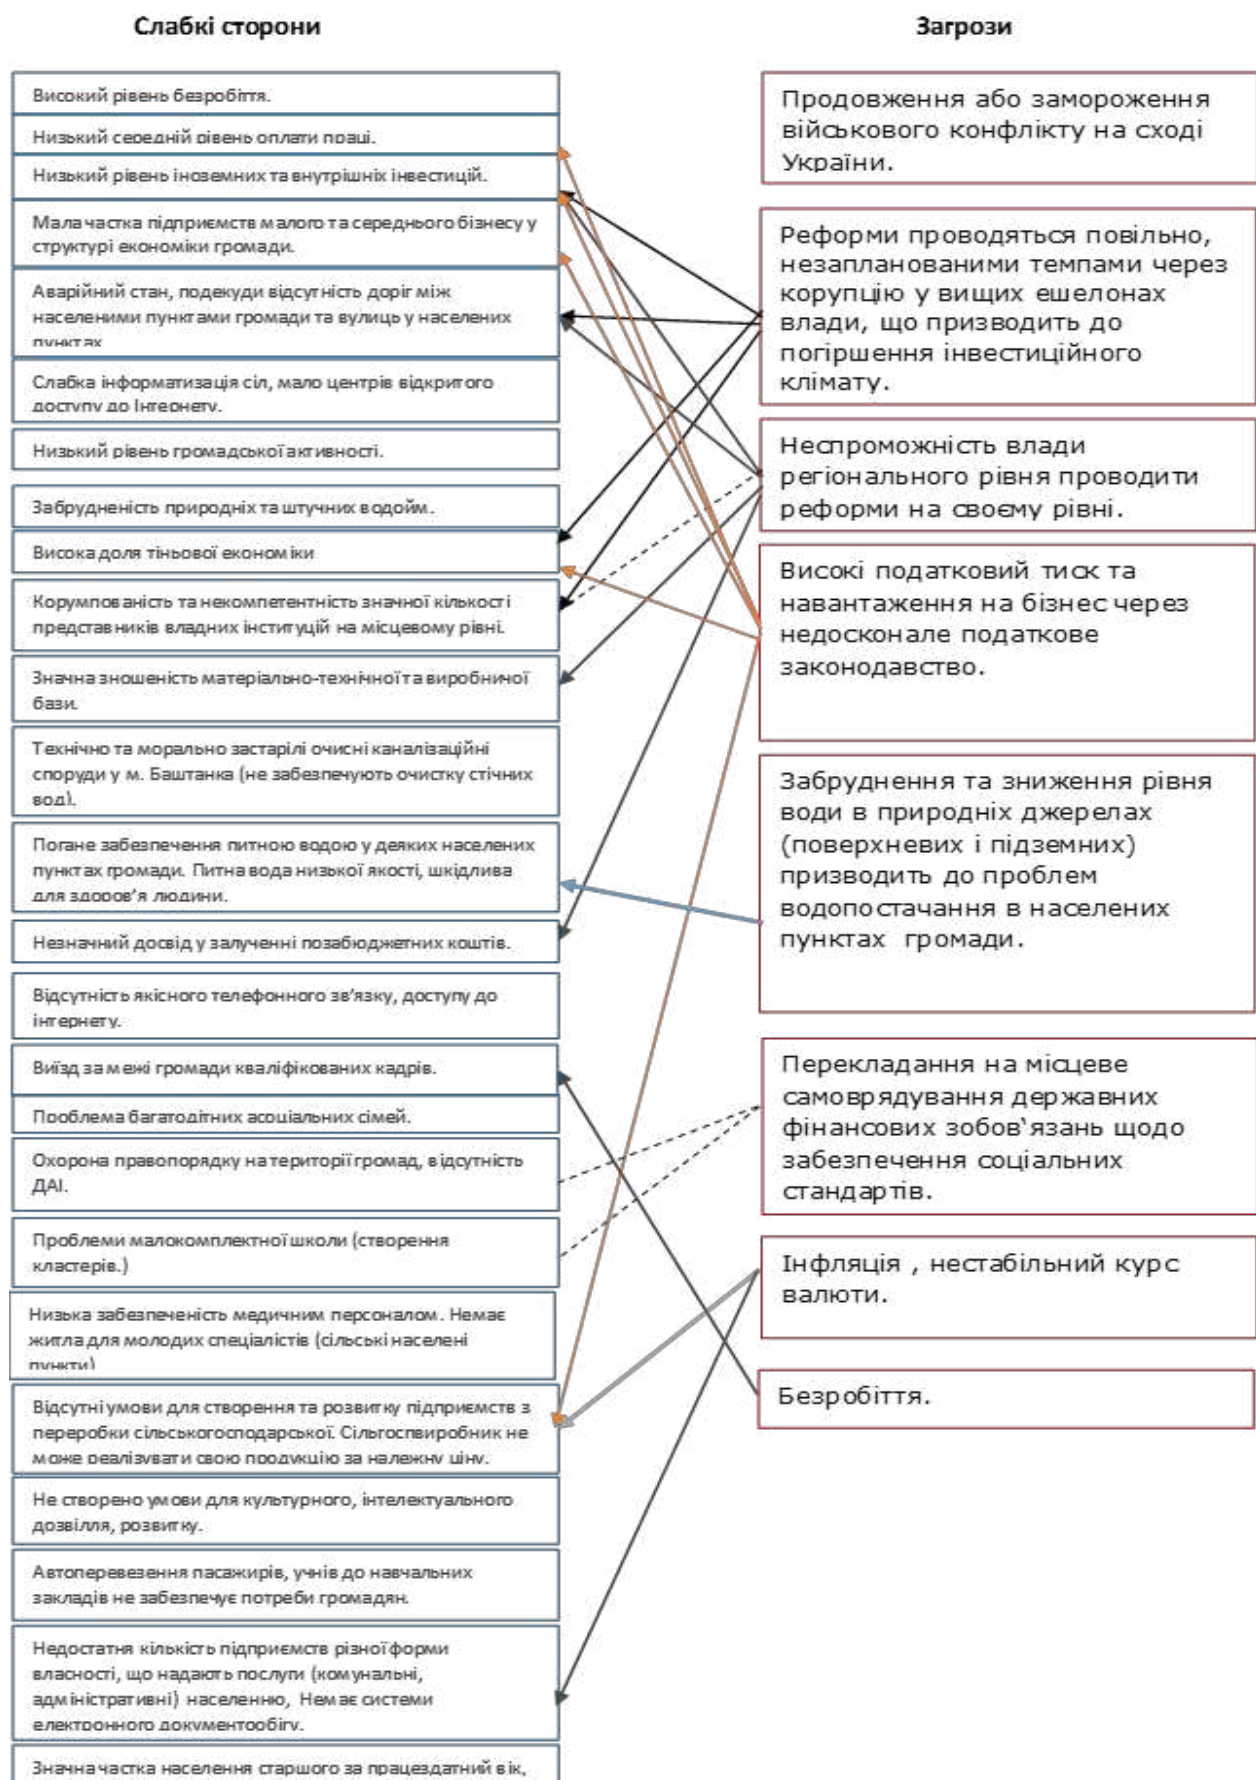 Слабкі сторони
Високий рівень безробіття.
Низький середній рівень оплати праці.
Низький рівень іноземних та внутрішніх інвестицій.
Мала частка підприємств малого та середнього бізнесу у
структурі економіки громади.
Аварійний стан, подекуди відсутність доріг між
населеними пунктами громади та вулиць у населених
пунктах
Слабка інформатизація сіл, мало центрів відкритого
доступу до Інтернету.
Низький рівень громадської активності.
Забрудненість природніх та штучних водойм.
Висока доля тіньової економіки
Корумпованість та некомпетентність значної кількості
представників владних інституцій на місцевому рівні.
Значна зношеність матеріально-технічної та виробничої
бази.
Технічно та морально застарілі очисні каналізаційні
споруди у м. Баштанка (не забезпечують очистку стічних
вод).
Погане забезпечення питною водою у деяких населених
пунктах громади. Питна вода низької якості, шкідлива
для здоров'я людини.
Незначний досвід у залученні позабюджетних коштів.
Відсутність якісного телефонного зв'язку, доступу до
інтернету.
Виїзд за межі громади кваліфікованих кадрів.
Проблема багатодітних асоціальних сімей.
Охорона правопорядку на території громад, відсутність
ДАІ.
Проблеми малокомплектної школи (створення
кластерів.)
Низька забезпеченість медичним персоналом. Немає
житла для молодих спеціалістів (сільські населені
пункти)
Відсутні умови для створення та розвитку підприємств з
переробки сільськогосподарської. Сільгоспвиробник не
може реалізувати свою продукцію за належну ціну.
Не створено умови для культурного, інтелектуального
дозвілля, розвитку.
Автоперевезення пасажирів, учнів до навчальних
закладів не забезпечує потреби громадян.
Недостатня кількість підприємств різної форми
власності, що надають послуги (комунальні,
адміністративні) населенню, Немає системи
електронного документообігу.
Значна частка населення старшого за працездатний вік,
Загрози
Продовження або замороження
військового конфлікту на сході
України.
Реформи проводяться повільно,
незапланованими темпами через
корупцію у вищих ешелонах
влади, що призводить до
погіршення інвестиційного
клімату.
Неспроможність влади
регіонального рівня проводити
реформи на своєму рівні.
Високі податковий тиск та
навантаження на бізнес через
недосконале податкове
законодавство.
Забруднення та зниження рівня
води в природніх джерелах
(поверхневих і підземних)
призводить до проблем
водопостачання в населених
пунктах громади.
Перекладання на місцеве
самоврядування державних
фінансових зобов'язань щодо
забезпечення соціальних
стандартів.
Інфляція , нестабільний курс
валюти.
Безробіття.